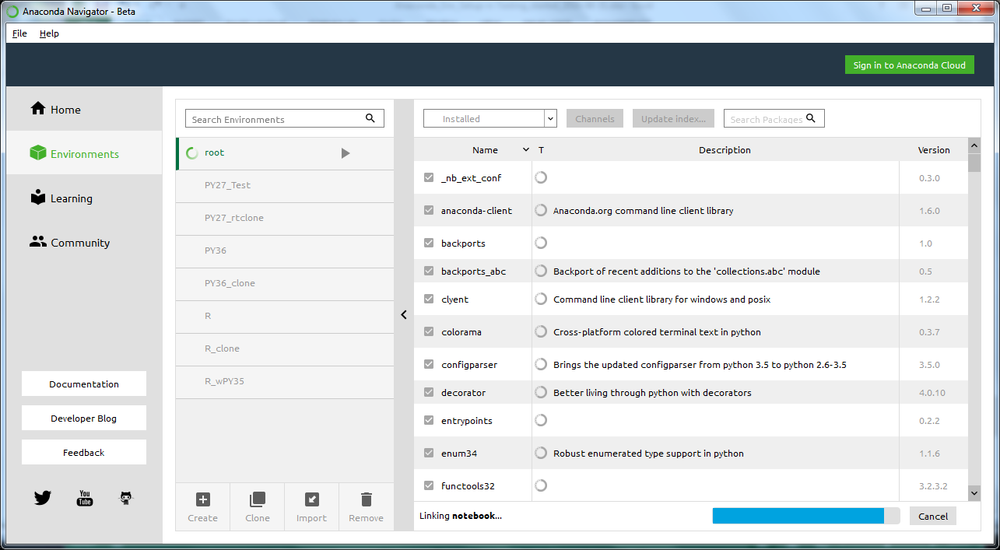 Anaconda Navigator - Beta
File Help
Sign in to Anaconda Cloud
Home
Environments
Learning
Community
Documentation
Developer Blog
Feedback
You
Tube
Search Environments
root
PY27_Test
PY27_rtclone
PY36
PY36_clone
R
R_clone
R_wPY35
Create Clone Import Remove
Installed Channels Update index... Search Packages
Name T Description Version
_nb_ext_conf 0.3.0
anaconda-client Anaconda.org command line client library 1.6.0
backports 1.0
backports_abc Backport of recent additions to the 'collections.abc' module 0.5
clyent Command line client library for windows and posix 1.2.2
colorama Cross-platform colored terminal text in python 0.3.7
configparser Brings the updated configparser from python 3.5 to python 2.6-3.5 3.5.0
decorator Better living through python with decorators 4.0.10
entrypoints 0.2.2
enum34 Robust enumerated type support in python 1.1.6
functools32 3.2.3.2
Linking notebook... Cancel